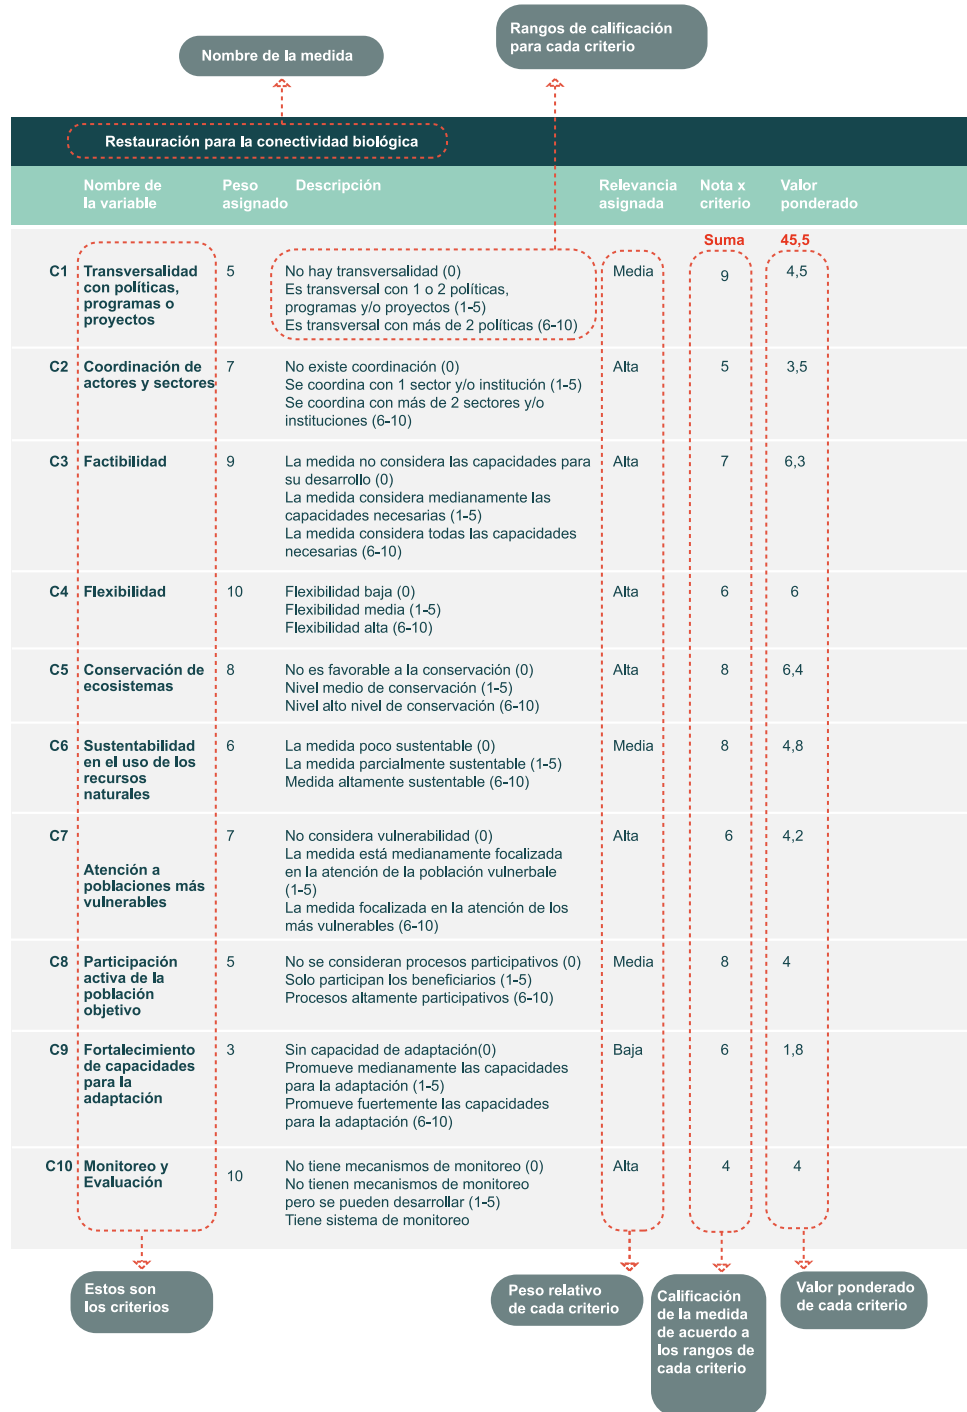 Rangos de calificación
para cada criterio
Nombre de la medida
Restauración para la conectividad biológica
Nombre de
la variable
Peso
asignado
Descripción
Relevancia
asignada
Nota x
criterio
Valor
ponderado
Suma
45,5
C1
Transversalidad
con políticas,
programas o
proyectos
5
No hay transversalidad (0)
Es transversal con 1 o 2 políticas,
programas y/o proyectos (1-5)
Es transversal con más de 2 políticas (6-10)
Media
9
4,5
C2
Coordinación de
actores y sectores
7
No existe coordinación (0)
Se coordina con 1 sector y/o institución (1-5)
Se coordina con más de 2 sectores y/o
instituciones (6-10)
Alta
5
3,5
C3
Factibilidad
9
La medida no considera las capacidades para
su desarrollo (0)
La medida considera medianamente las
capacidades necesarias (1-5)
La medida considera todas las capacidades
necesarias (6-10)
Alta
7
6,3
C4
Flexibilidad
10
Flexibilidad baja (0)
Flexibilidad media (1-5)
Flexibilidad alta (6-10)
Alta
6
6
C5
Conservación de
ecosistemas
8
No es favorable a la conservación (0)
Nivel medio de conservación (1-5)
Nivel alto nivel de conservación (6-10)
Alta
8
6,4
C6
Sustentabilidad
en el uso de los
recursos
naturales
6
La medida poco sustentable (0)
La medida parcialmente sustentable (1-5)
Medida altamente sustentable (6-10)
Media
8
4,8
C7
Atención a
poblaciones más
vulnerables
7
No considera vulnerabilidad (0)
La medida está medianamente focalizada
en la atención de la población vulnerbale
(1-5)
La medida focalizada en la atención de los
más vulnerables (6-10)
Alta
6
4,2
C8
Participación
activa de la
población
objetivo
5
No se consideran procesos participativos (0)
Solo participan los beneficiarios (1-5)
Procesos altamente participativos (6-10)
Media
8
4
C9
Fortalecimiento
de capacidades
para la
adaptación
3
Sin capacidad de adaptación(0)
Promueve medianamente las capacidades
para la adaptación (1-5)
Promueve fuertemente las capacidades
para la adaptación (6-10)
Baja
6
1,8
C10
Monitoreo y
Evaluación
10
No tiene mecanismos de monitoreo (0)
No tienen mecanismos de monitoreo
pero se pueden desarrollar (1-5)
Tiene sistema de monitoreo
Alta
4
4
Estos son
los criterios
Peso relativo
de cada criterio
Calificación
de la medida
de acuerdo a
los rangos de
cada criterio
Valor ponderado
de cada criterio